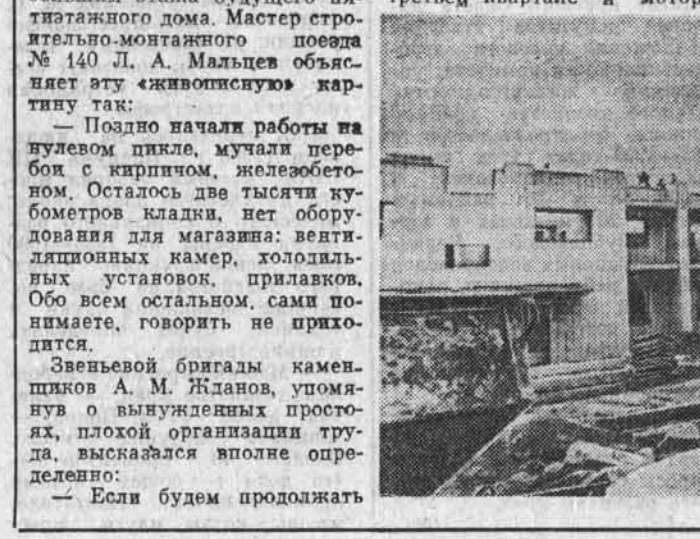 этажа будущего пя-
тиэтажного дома. Мастер стро-
ительно-монтажного поезда
№ 140 Л. А. Мальцев объяс-
няет эту «живописную» кар-
тину так:
— Поздно начали работы на
нулевом цикле, мучали пере-
бои с кирпичом, железобето-
ном. Осталось две тысячи ку-
бометров кладки, нет обору-
дования для магазина: венти-
ляционных камер, холодиль-
ных установок, прилавков.
Обо всем остальном, сами по-
нимаете, говорить не прихо-
дится.
Звеньевой бригады камен-
щиков А. М. Жданов, упомя-
нув о вынужденных просто-
ях, плохой организации тру-
да, высказался вполне опре-
деленно:
— Если будем продолжать
квартале и